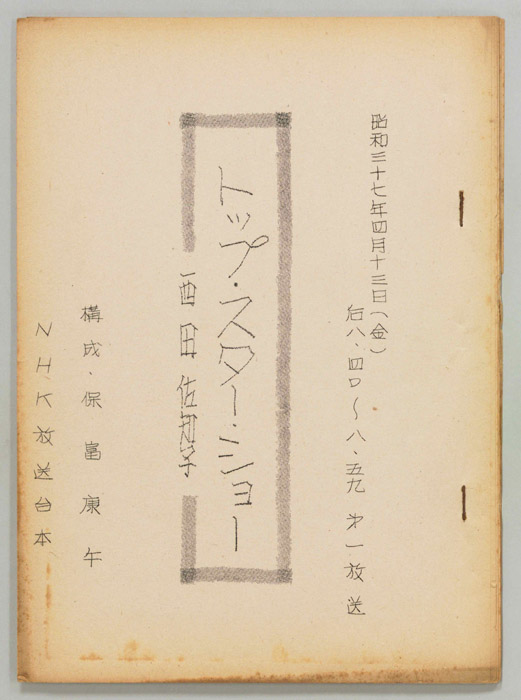 昭和三十七年四月十三日(金)
后八.四〇～八.五九 才一放送
トップ・スター・ショー
西田佐知子
構成・保富康午
NHK放送台本